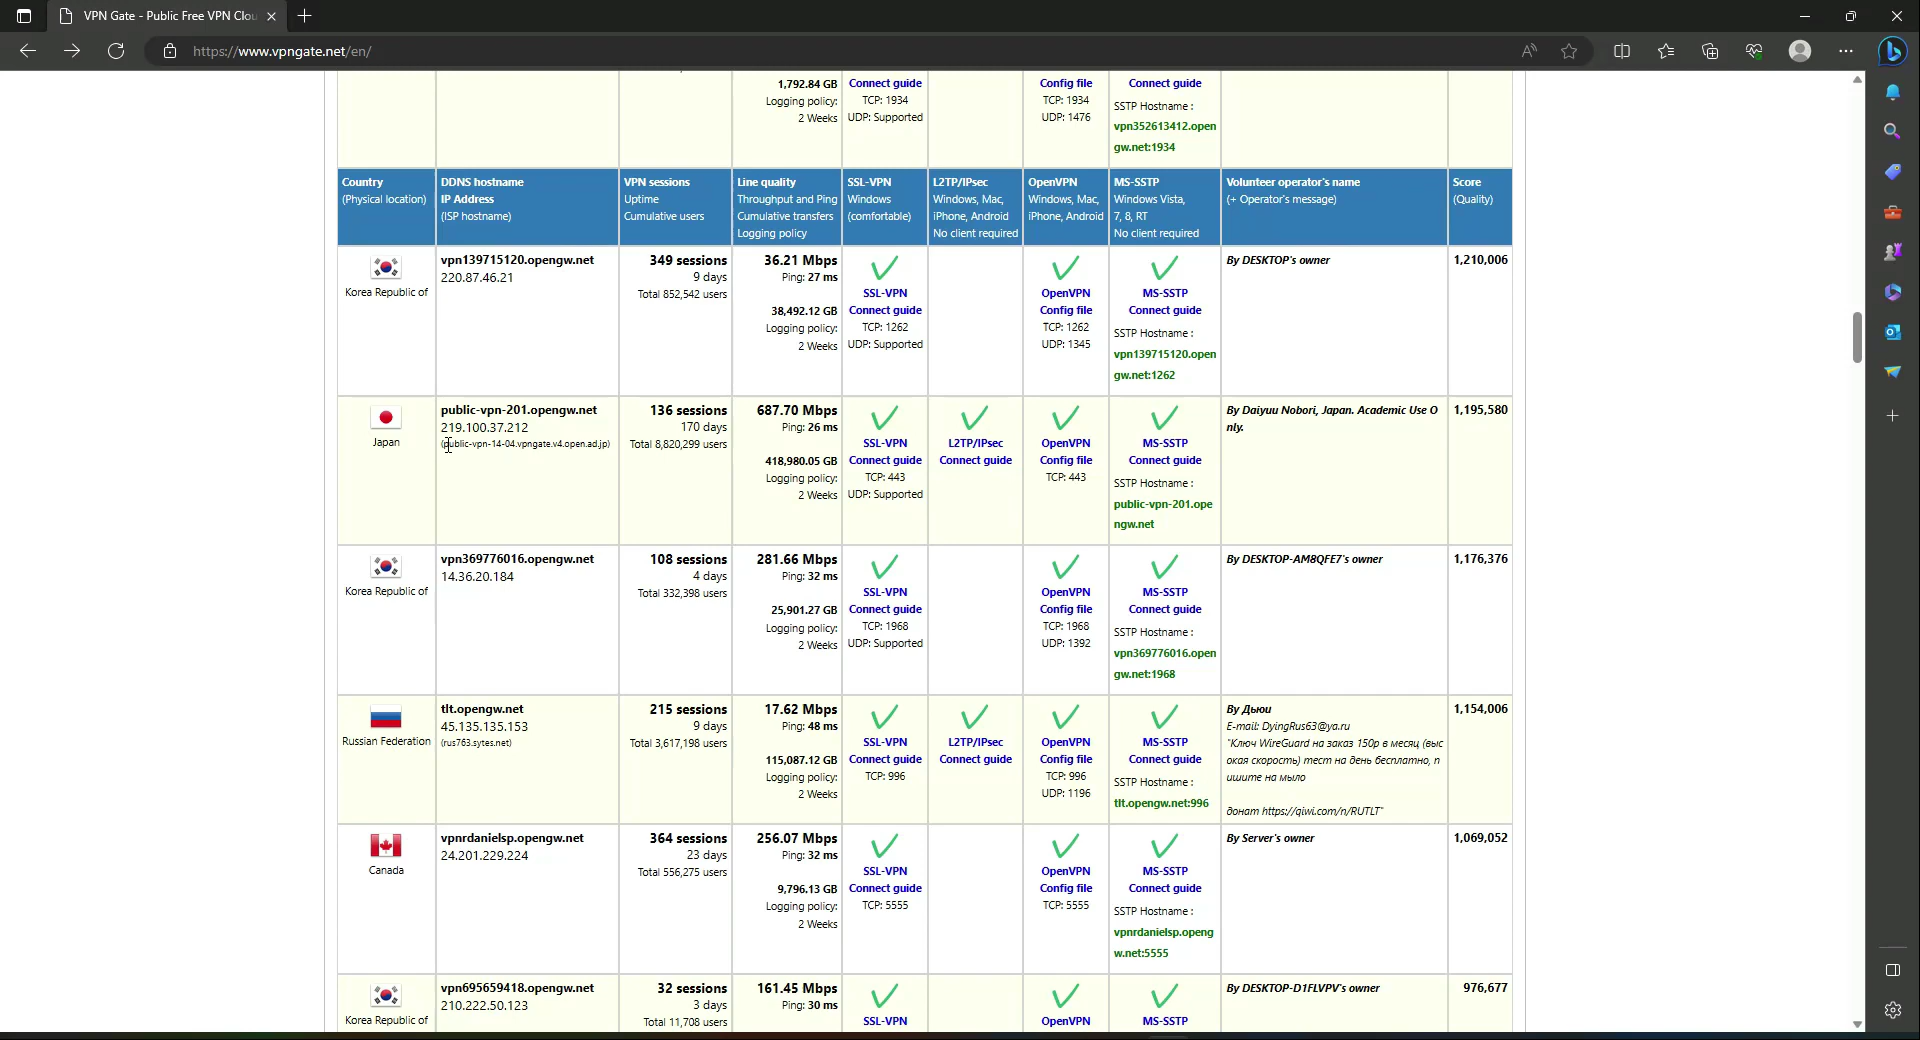 VPN Gate - Public Free VPN Clou
https://www.vpngate.net/en/
1,792.84 GB
Logging policy:
2 Weeks
Connect guide
TCP: 1934
UDP: Supported
Config file
TCP: 1934
UDP: 1476
Connect guide
SSTP Hostname :
vpn352613412.open
gw.net:1934
Country
(Physical location)
DDNS hostname
IP Address
(ISP hostname)
VPN sessions
Uptime
Cumulative users
Line quality
Throughput and Ping
Cumulative transfers
Logging policy
SSL-VPN
Windows
(comfortable)
L2TP/IPsec
Windows, Mac,
iPhone, Android
No client required
OpenVPN
Windows, Mac,
iPhone, Android
MS-SSTP
Windows Vista,
7, 8, RT
No client required
Volunteer operator's name
(+ Operator's message)
Score
(Quality)
Korea Republic of
vpn139715120.opengw.net
220.87.46.21
349 sessions
9 days
Total 852,542 users
36.21 Mbps
Ping: 27 ms
38,492.12 GB
Logging policy:
2 Weeks
SSL-VPN
Connect guide
TCP: 1262
UDP: Supported
OpenVPN
Config file
TCP: 1262
UDP: 1345
MS-SSTP
Connect guide
SSTP Hostname :
vpn139715120.open
gw.net:1262
By DESKTOP's owner
1,210,006
Japan
public-vpn-201.opengw.net
219.100.37.212
(public-vpn-14-04.vpngate.v4.open.ad.jp)
136 sessions
170 days
Total 8,820,299 users
687.70 Mbps
Ping: 26 ms
418,980.05 GB
Logging policy:
2 Weeks
SSL-VPN
Connect guide
TCP: 443
UDP: Supported
L2TP/IPsec
Connect guide
OpenVPN
Config file
TCP: 443
MS-SSTP
Connect guide
SSTP Hostname :
public-vpn-201.ope
ngw.net
By Daiyuu Nobori, Japan. Academic Use O
nly.
1,195,580
Korea Republic of
vpn369776016.opengw.net
14.36.20.184
108 sessions
4 days
Total 332,398 users
281.66 Mbps
Ping: 32 ms
25,901.27 GB
Logging policy:
2 Weeks
SSL-VPN
Connect guide
TCP: 1968
UDP: Supported
OpenVPN
Config file
TCP: 1968
UDP: 1392
MS-SSTP
Connect guide
SSTP Hostname :
vpn369776016.open
gw.net:1968
By DESKTOP-AM8QFE7's owner
1,176,376
Russian Federation
tlt.opengw.net
45.135.135.153
(rus763.sytes.net)
215 sessions
9 days
Total 3,617,198 users
17.62 Mbps
Ping: 48 ms
115,087.12 GB
Logging policy:
2 Weeks
SSL-VPN
Connect guide
TCP: 996
L2TP/IPsec
Connect guide
OpenVPN
Config file
TCP: 996
UDP: 1196
MS-SSTP
Connect guide
SSTP Hostname :
tlt.opengw.net:996
By Дьюи
E-mail: DyingRus63@ya.ru
"Ключ WireGuard на заказ 150р в месяц (выс
окая скорость) тест на день бесплатно, п
ишите на мыло
донат https://qiwi.com/n/RUTLT"
1,154,006
Canada
vpnrdanielsp.opengw.net
24.201.229.224
364 sessions
23 days
Total 556,275 users
256.07 Mbps
Ping: 32 ms
9,796.13 GB
Logging policy:
2 Weeks
SSL-VPN
Connect guide
TCP: 5555
OpenVPN
Config file
TCP: 5555
MS-SSTP
Connect guide
SSTP Hostname :
vpnrdanielsp.openg
w.net:5555
By Server's owner
1,069,052
Korea Republic of
vpn695659418.opengw.net
210.222.50.123
32 sessions
3 days
Total 11,708 users
161.45 Mbps
Ping: 30 ms
SSL-VPN
OpenVPN
MS-SSTP
By DESKTOP-D1FLVPV's owner
976,677